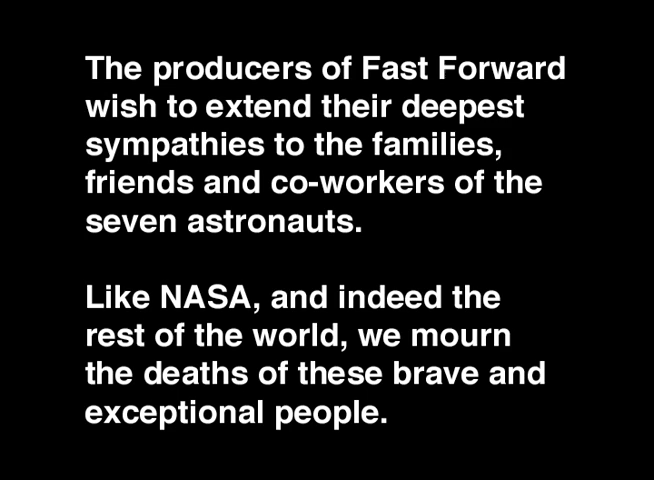 The producers of Fast Forward
wish to extend their deepest
sympathies to the families,
friends and co-workers of the
seven astronauts.
Like NASA, and indeed the
rest of the world, we mourn
the deaths of these brave and
exceptional people.